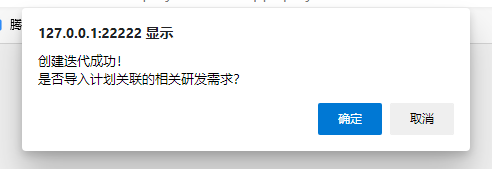 腾
127.0.0.1:22222 显示
创建迭代成功!
是否导入计划关联的相关研发需求?
确定
取消